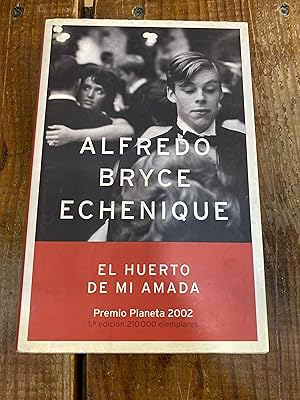 ALFREDO
BRYCE
ECHENIQUE
EL HUERTO
DE MI AMADA
Premio Planeta 2002
1.ª edición 210 000 ejemplares